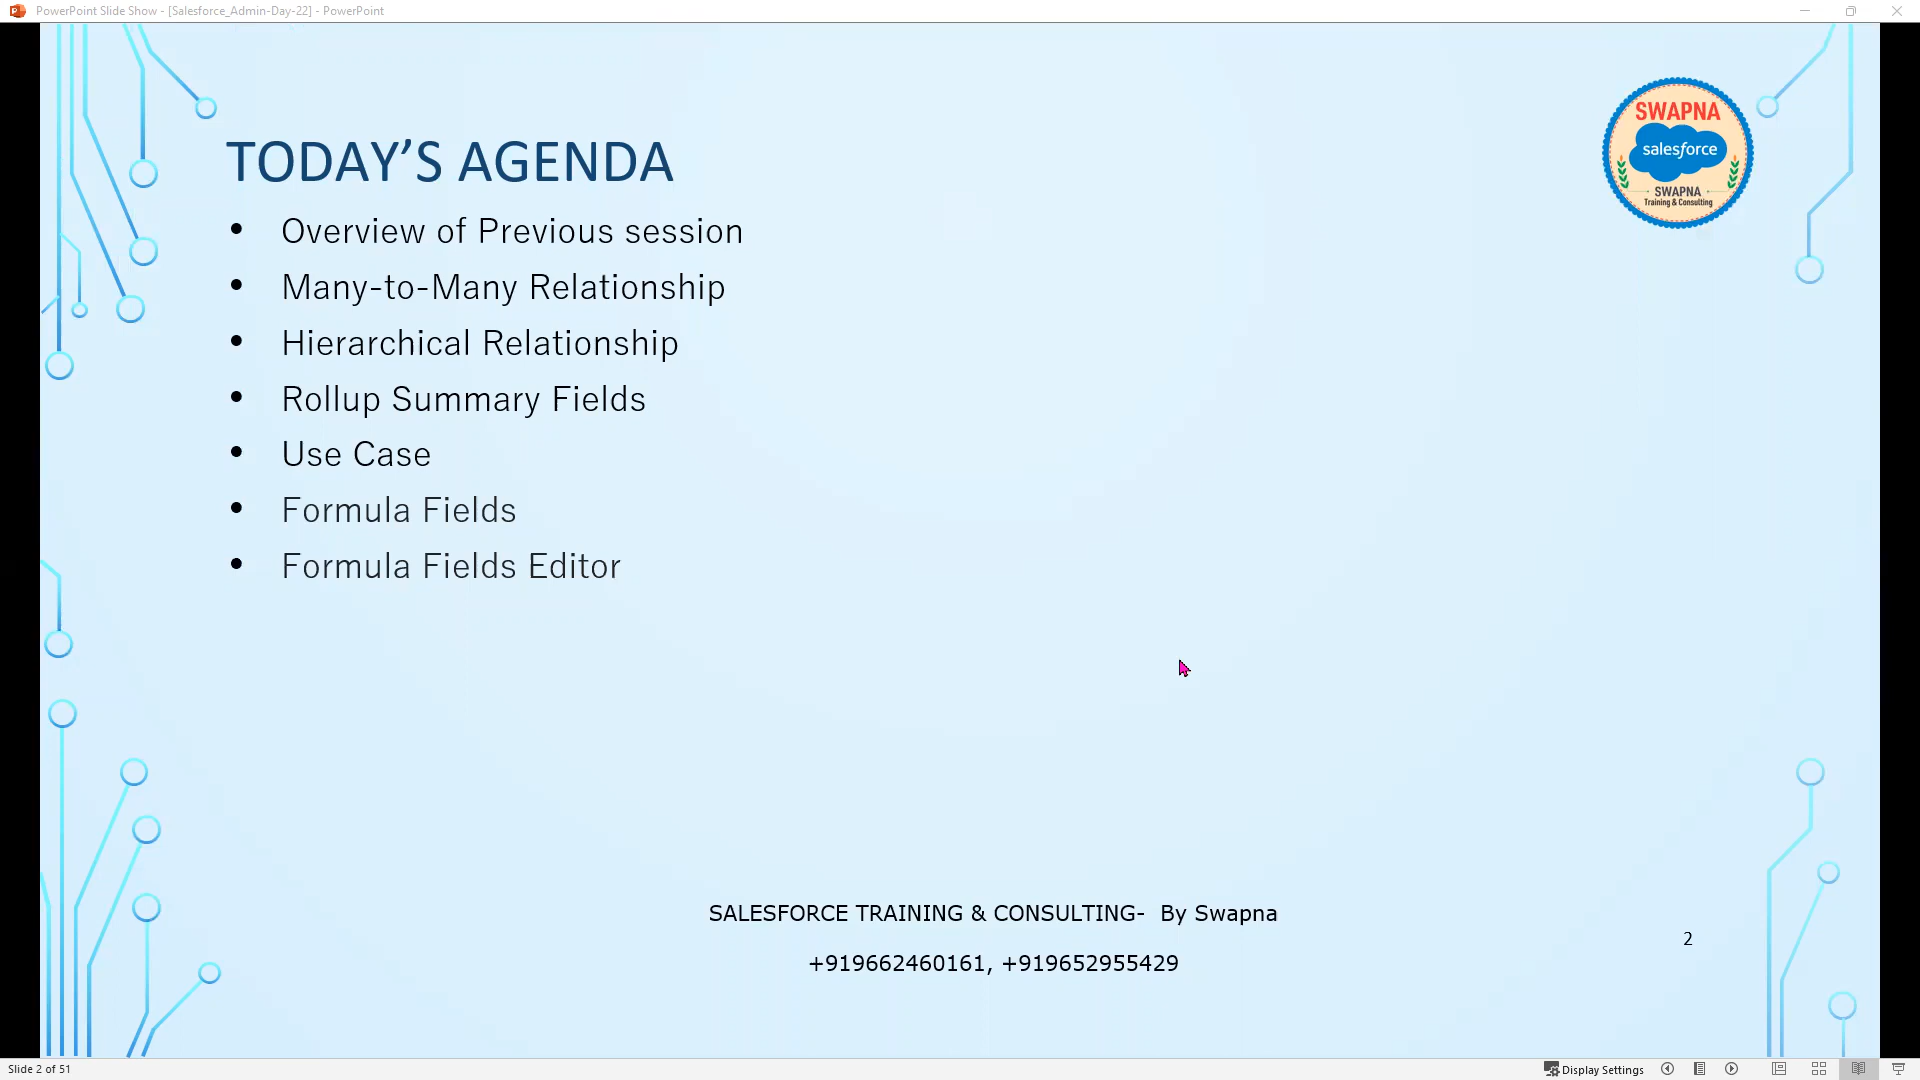 PowerPoint Slide Show - [Salesforce_Admin-Day-22] - PowerPoint
SWAPNA
salesforce
SWAPNA
Training & Consulting
TODAY’S AGENDA
• Overview of Previous session
• Many-to-Many Relationship
• Hierarchical Relationship
• Rollup Summary Fields
• Use Case
• Formula Fields
• Formula Fields Editor
SALESFORCE TRAINING & CONSULTING- By Swapna
2
+919662460161, +919652955429
Slide 2 of 51
Display Settings